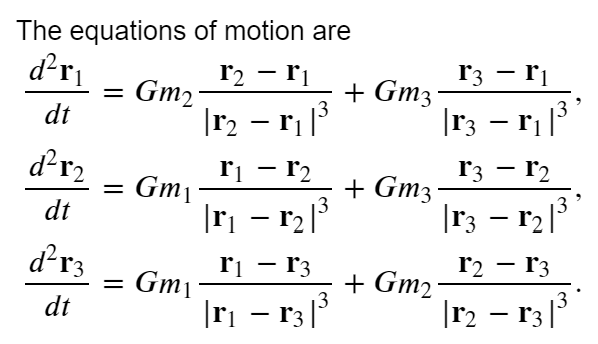 The equations of motion are
d²r₁/dt = Gm₂ (r₂ − r₁)/|r₂ − r₁|³ + Gm₃ (r₃ − r₁)/|r₃ − r₁|³,
d²r₂/dt = Gm₁ (r₁ − r₂)/|r₁ − r₂|³ + Gm₃ (r₃ − r₂)/|r₃ − r₂|³,
d²r₃/dt = Gm₁ (r₁ − r₃)/|r₁ − r₃|³ + Gm₂ (r₂ − r₃)/|r₂ − r₃|³.